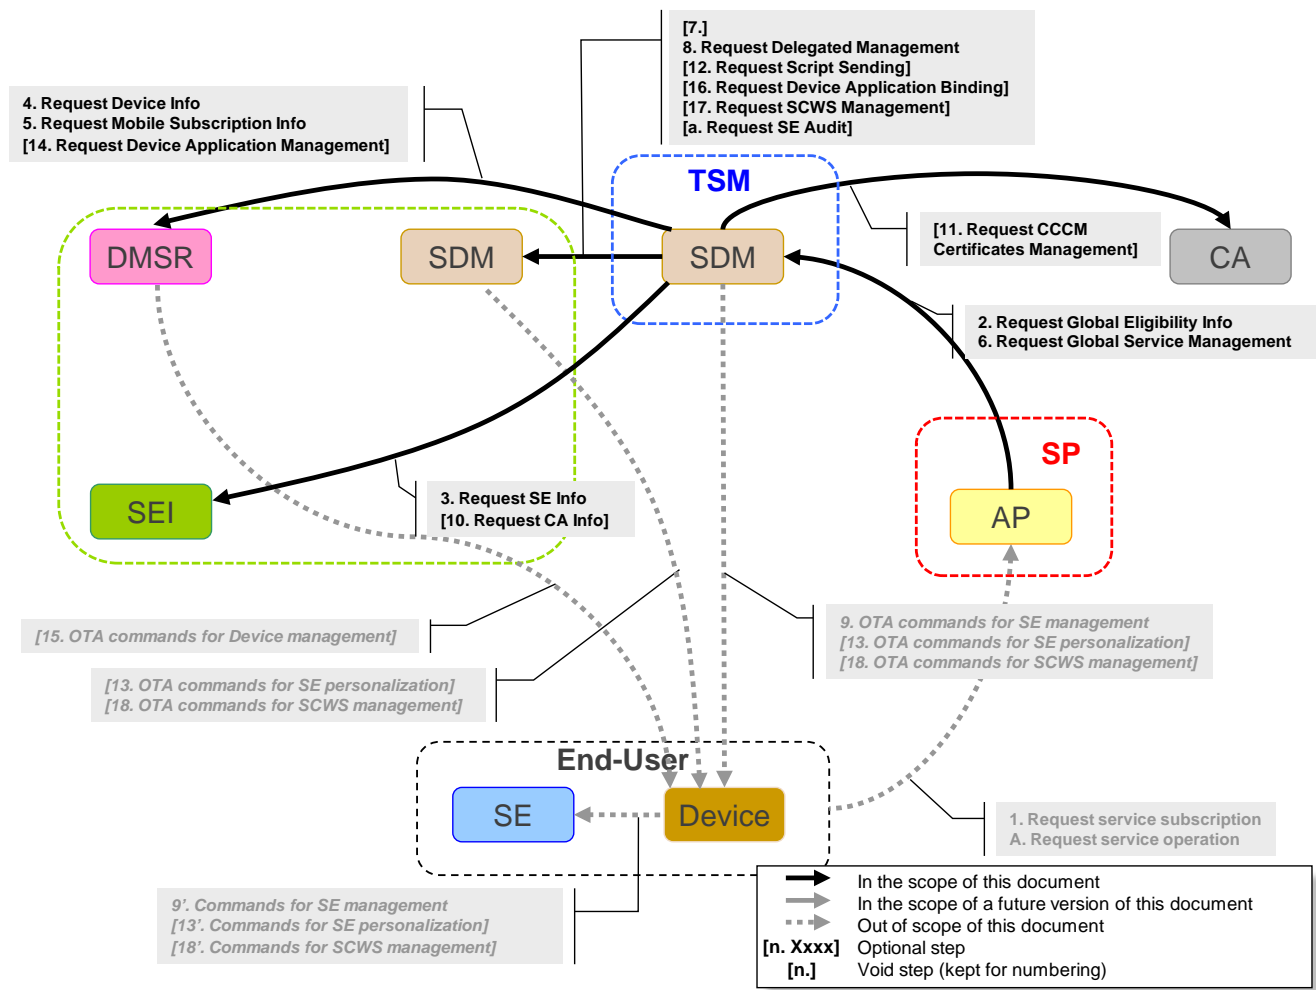 [7.]
8. Request Delegated Management
[12. Request Script Sending]
[16. Request Device Application Binding]
[17. Request SCWS Management]
[a. Request SE Audit]
4. Request Device Info
5. Request Mobile Subscription Info
[14. Request Device Application Management]
TSM
[11. Request CCCM
Certificates Management]
DMSR
SDM
SDM
CA
2. Request Global Eligibility Info
6. Request Global Service Management
SP
3. Request SE Info
[10. Request CA Info]
SEI
AP
[15. OTA commands for Device management]
9. OTA commands for SE management
[13. OTA commands for SE personalization]
[18. OTA commands for SCWS management]
[13. OTA commands for SE personalization]
[18. OTA commands for SCWS management]
End-User
SE
Device
1. Request service subscription
A. Request service operation
9’. Commands for SE management
[13’. Commands for SE personalization]
[18’. Commands for SCWS management]
In the scope of this document
In the scope of a future version of this document
Out of scope of this document
[n. Xxxx] Optional step
[n.] Void step (kept for numbering)